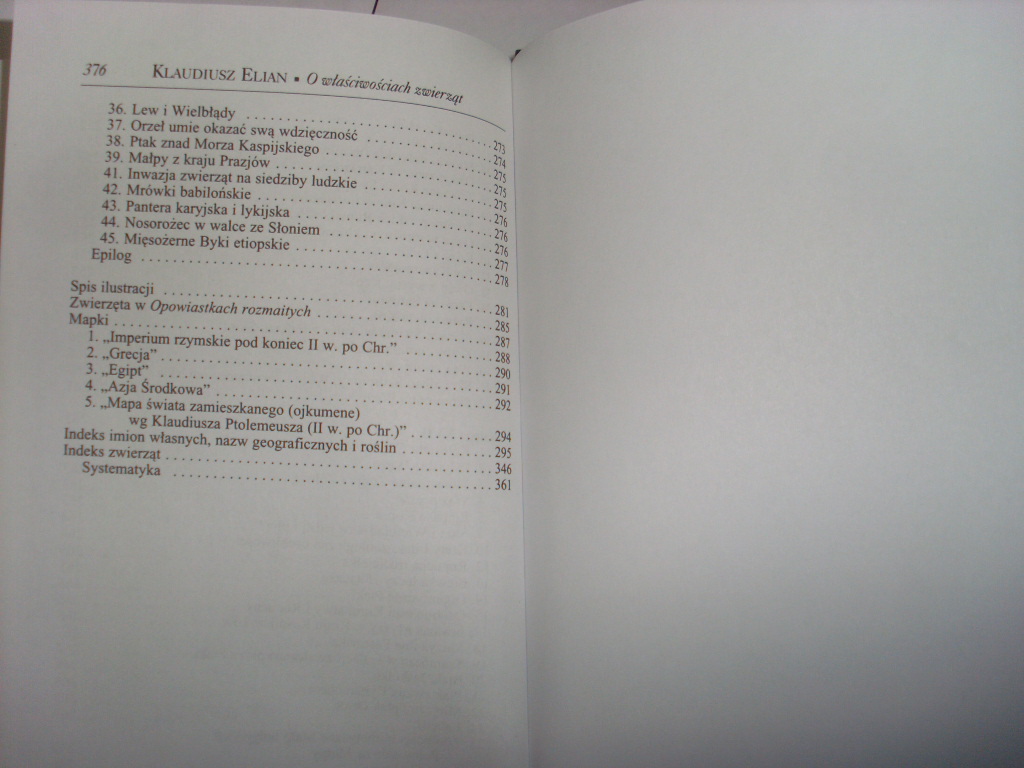 376 KLAUDIUSZ ELIAN ▪ O właściwościach zwierząt
36. Lew i Wielbłądy . . . . . . . . . . . . . . . . . . . . 273
37. Orzeł umie okazać swą wdzięczność . . . . . . . . . . 274
38. Ptak znad Morza Kaspijskiego . . . . . . . . . . . . . 275
39. Małpy z kraju Prazjów . . . . . . . . . . . . . . . . . 275
41. Inwazja zwierząt na siedziby ludzkie . . . . . . . . . 275
42. Mrówki babilońskie . . . . . . . . . . . . . . . . . . 276
43. Pantera karyjska i lykijska . . . . . . . . . . . . . . 276
44. Nosorożec w walce ze Słoniem . . . . . . . . . . . . . 276
45. Mięsożerne Byki etiopskie . . . . . . . . . . . . . . . 277
Epilog . . . . . . . . . . . . . . . . . . . . . . . . . . 278
Spis ilustracji . . . . . . . . . . . . . . . . . . . . . . 281
Zwierzęta w Opowiastkach rozmaitych . . . . . . . . . . . . 285
Mapki . . . . . . . . . . . . . . . . . . . . . . . . . . . 287
1. „Imperium rzymskie pod koniec II w. po Chr.” . . . . . . 288
2. „Grecja” . . . . . . . . . . . . . . . . . . . . . . . . 290
3. „Egipt” . . . . . . . . . . . . . . . . . . . . . . . . 291
4. „Azja Środkowa” . . . . . . . . . . . . . . . . . . . . 292
5. „Mapa świata zamieszkanego (ojkumene)
wg Klaudiusza Ptolemeusza (II w. po Chr.)” . . . . . . . . 294
Indeks imion własnych, nazw geograficznych i roślin . . . . 295
Indeks zwierząt . . . . . . . . . . . . . . . . . . . . . . 346
Systematyka . . . . . . . . . . . . . . . . . . . . . . . . 361